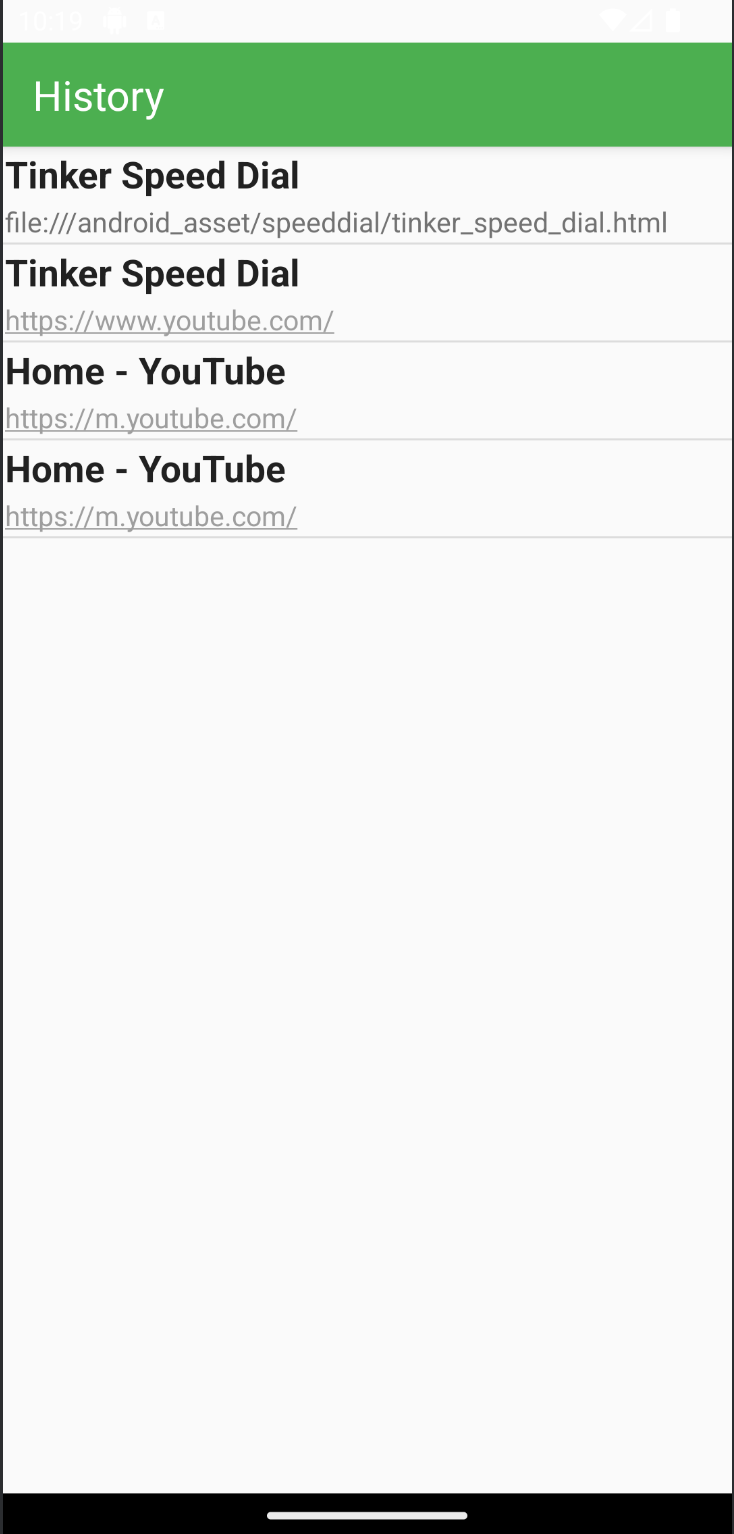 10:19
History
Tinker Speed Dial
file:///android_asset/speeddial/tinker_speed_dial.html
Tinker Speed Dial
https://www.youtube.com/
Home - YouTube
https://m.youtube.com/
Home - YouTube
https://m.youtube.com/